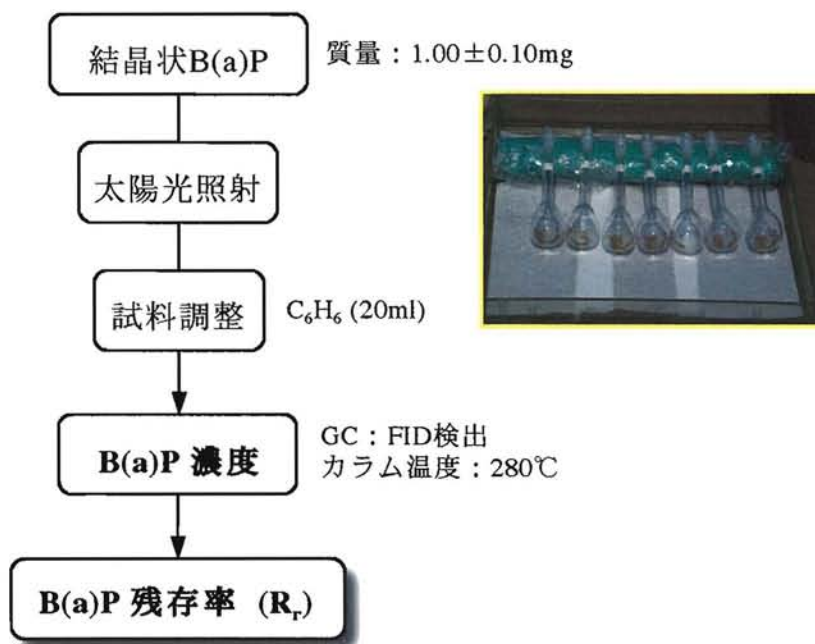 結晶状B(a)P
質量：1.00±0.10mg
太陽光照射
試料調整
C₆H₆ (20ml)
B(a)P 濃度
GC：FID検出
カラム温度：280℃
B(a)P 残存率 (Rᵣ)